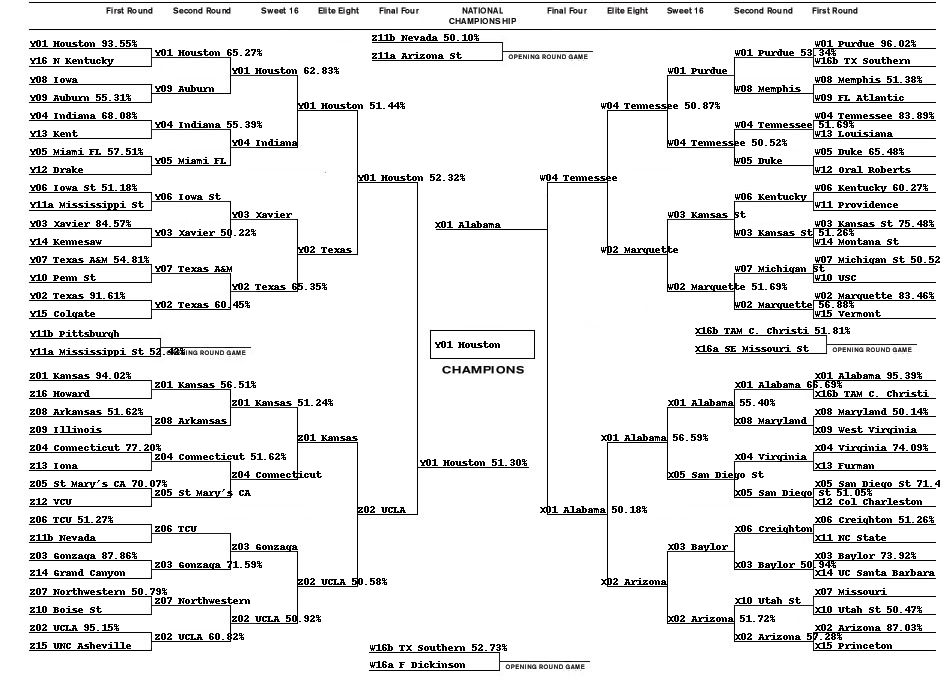 First Round Second Round Sweet 16 Elite Eight Final Four NATIONAL CHAMPIONSHIP Final Four Elite Eight Sweet 16 Second Round First Round
Z11b Nevada 50.10%
Z11a Arizona St
OPENING ROUND GAME
Y01 Houston 93.55%
Y16 N Kentucky
Y08 Iowa
Y09 Auburn 55.31%
Y04 Indiana 68.08%
Y13 Kent
Y05 Miami FL 57.51%
Y12 Drake
Y06 Iowa St 51.18%
Y11a Mississippi St
Y03 Xavier 84.57%
Y14 Kennesaw
Y07 Texas A&M 54.81%
Y10 Penn St
Y02 Texas 91.61%
Y15 Colgate
Y01 Houston 65.27%
Y09 Auburn
Y04 Indiana 55.39%
Y05 Miami FL
Y06 Iowa St
Y03 Xavier 50.22%
Y07 Texas A&M
Y02 Texas 60.45%
Y01 Houston 62.83%
Y04 Indiana
Y03 Xavier
Y02 Texas 65.35%
Y01 Houston 51.44%
Y02 Texas
Y01 Houston 52.32%
Y11b Pittsburgh
Y11a Mississippi St 52.42%
OPENING ROUND GAME
Z01 Kansas 94.02%
Z16 Howard
Z08 Arkansas 51.62%
Z09 Illinois
Z04 Connecticut 77.20%
Z13 Iona
Z05 St Mary's CA 70.07%
Z12 VCU
Z06 TCU 51.27%
Z11b Nevada
Z03 Gonzaga 87.86%
Z14 Grand Canyon
Z07 Northwestern 50.79%
Z10 Boise St
Z02 UCLA 95.15%
Z15 UNC Asheville
Z01 Kansas 56.51%
Z08 Arkansas
Z04 Connecticut 51.62%
Z05 St Mary's CA
Z06 TCU
Z03 Gonzaga 71.59%
Z07 Northwestern
Z02 UCLA 60.82%
Z01 Kansas 51.24%
Z04 Connecticut
Z03 Gonzaga
Z02 UCLA 50.92%
Z01 Kansas
Z02 UCLA 50.58%
Z02 UCLA
X01 Alabama
Y01 Houston
CHAMPIONS
Y01 Houston 51.30%
W16b TX Southern 52.73%
W16a F Dickinson
OPENING ROUND GAME
W04 Tennessee
W04 Tennessee 50.87%
W02 Marquette
W01 Purdue
W04 Tennessee 50.52%
W03 Kansas St
W02 Marquette 51.69%
W01 Purdue 53.34%
W08 Memphis
W04 Tennessee 51.69%
W05 Duke
W06 Kentucky
W03 Kansas St 51.26%
W07 Michigan St
W02 Marquette 56.88%
W01 Purdue 96.02%
W16b TX Southern
W08 Memphis 51.38%
W09 FL Atlantic
W04 Tennessee 83.89%
W13 Louisiana
W05 Duke 65.48%
W12 Oral Roberts
W06 Kentucky 60.27%
W11 Providence
W03 Kansas St 75.48%
W14 Montana St
W07 Michigan St 50.52
W10 USC
W02 Marquette 83.46%
W15 Vermont
X16b TAM C. Christi 51.81%
X16a SE Missouri St
OPENING ROUND GAME
X01 Alabama 50.18%
X01 Alabama 56.59%
X02 Arizona
X01 Alabama 55.40%
X05 San Diego St
X03 Baylor
X02 Arizona 51.72%
X01 Alabama 66.69%
X08 Maryland
X04 Virginia
X05 San Diego St 51.05%
X06 Creighton
X03 Baylor 50.94%
X10 Utah St
X02 Arizona 57.28%
X01 Alabama 95.39%
X16b TAM C. Christi
X08 Maryland 50.14%
X09 West Virginia
X04 Virginia 74.09%
X13 Furman
X05 San Diego St 71.4
X12 Col Charleston
X06 Creighton 51.26%
X11 NC State
X03 Baylor 73.92%
X14 UC Santa Barbara
X07 Missouri
X10 Utah St 50.47%
X02 Arizona 87.03%
X15 Princeton